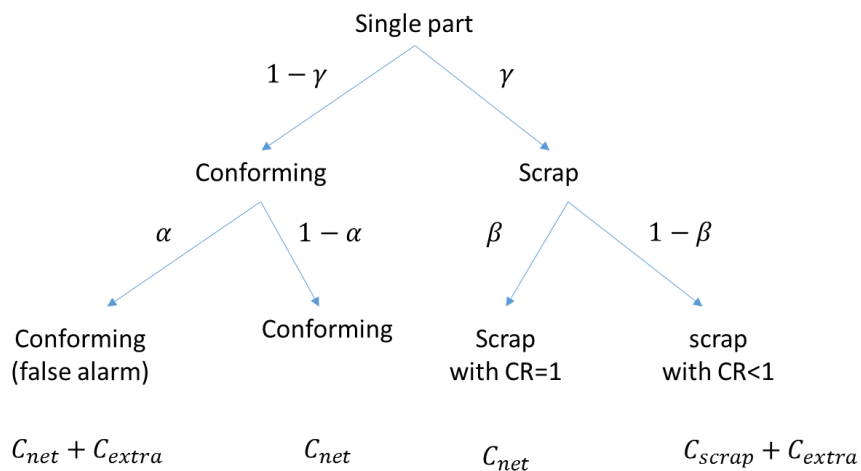 Single part
1 − γ
γ
Conforming
Scrap
α
1 − α
β
1 − β
Conforming
(false alarm)
Conforming
Scrap
with CR=1
scrap
with CR<1
C_net + C_extra
C_net
C_net
C_scrap + C_extra